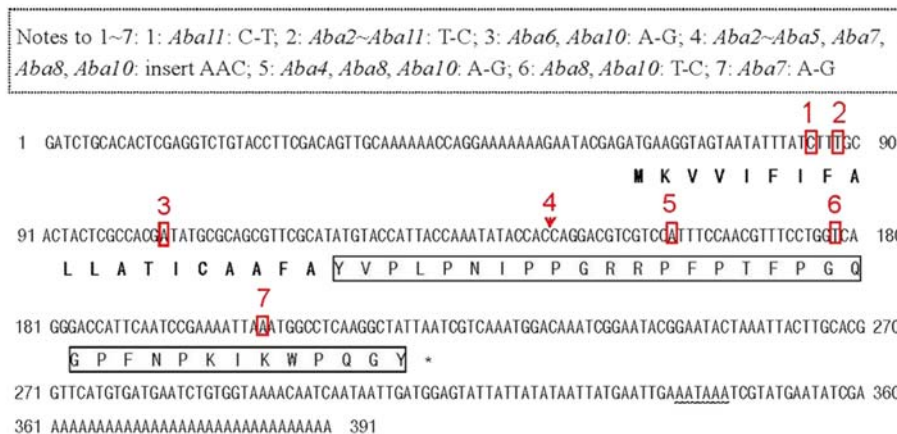 Notes to 1~7: 1: Aba11: C-T; 2: Aba2~Aba11: T-C; 3: Aba6, Aba10: A-G; 4: Aba2~Aba5, Aba7,
Aba8, Aba10: insert AAC; 5: Aba4, Aba8, Aba10: A-G; 6: Aba8, Aba10: T-C; 7: Aba7: A-G
1 2
1 GATCTGCACACTCGAGGTCTGTACCTTCGACAGTTGCAAAAAACCAGGAAAAAAAGAATACGAGATGAAGGTAGTAATATTTATCTTTGC 90
M K V V I F I F A
3 4 5 6
91 ACTACTCGCCACGATATGCGCAGCGTTCGCATATGTACCATTACCAAATATACCACCAGGACGTCGTCCATTTCCAACGTTTCCTGGTCA 180
L L A T I C A A F A Y V P L P N I P P G R R P F P T F P G Q
7
181 GGGACCATTCAATCCGAAAATTAAATGGCCTCAAGGCTATTAATCGTCAAATGGACAAATCGGAATACGGAATACTAAATTACTTGCACG 270
G P F N P K I K W P Q G Y *
271 GTTCATGTGATGAATCTGTGGTAAAACAATCAATAATTGATGGAGTATTATTATATAATTATGAATTGAAATAAATCGTATGAATATCGA 360
361 AAAAAAAAAAAAAAAAAAAAAAAAAAAAAAA 391